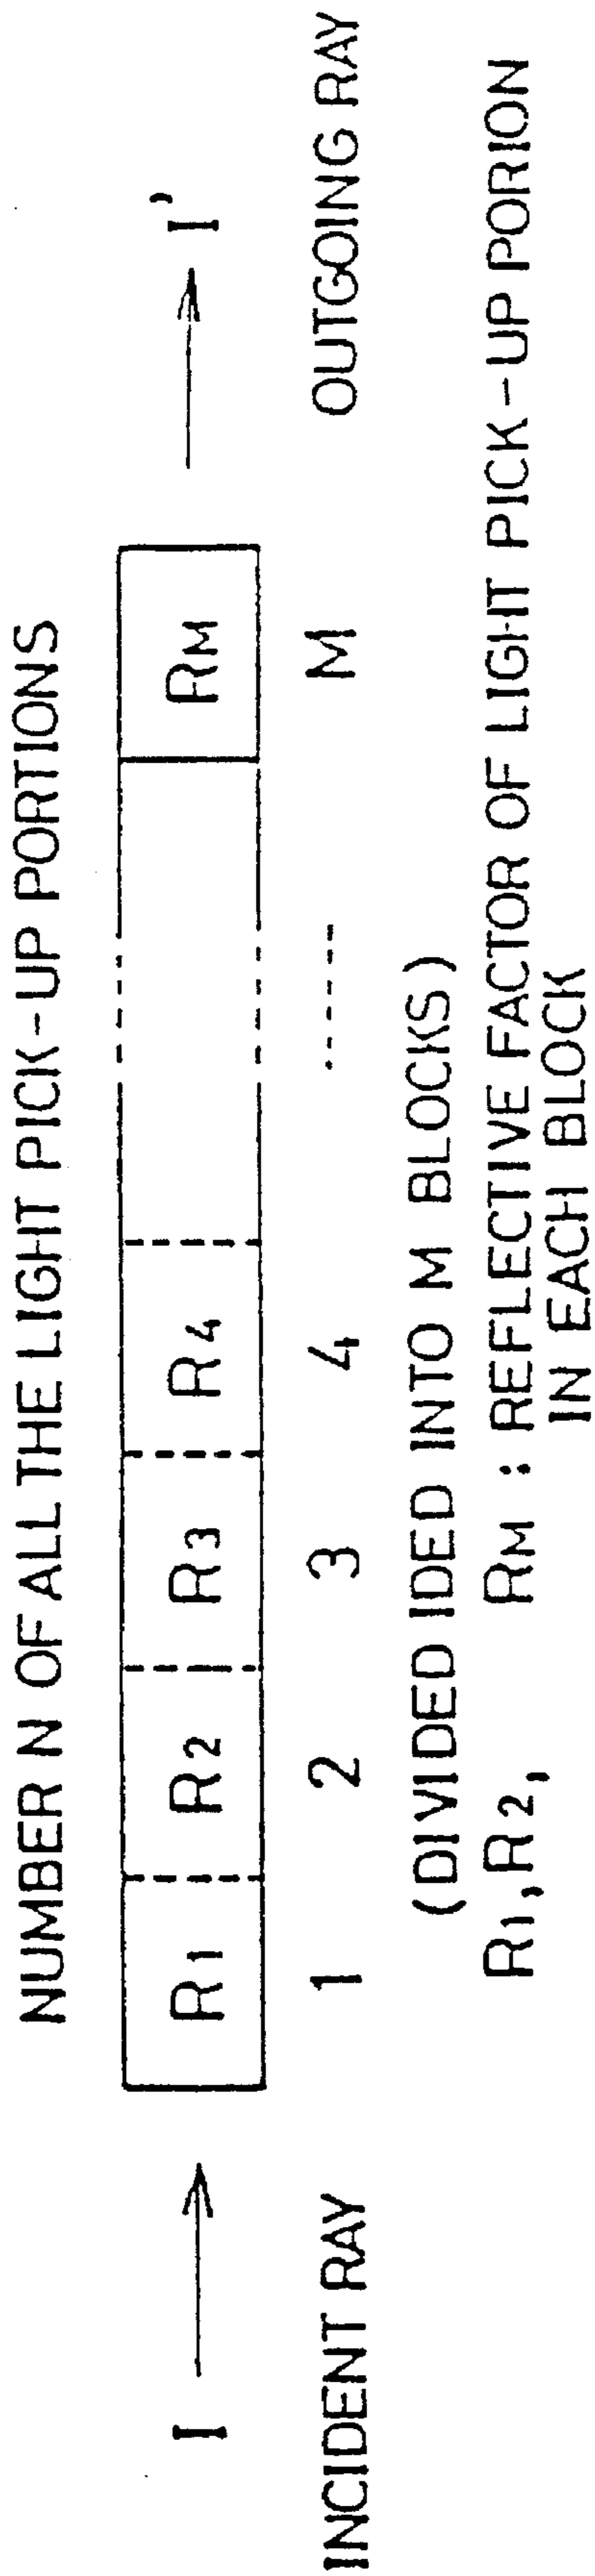 NUMBER N OF ALL THE LIGHT PICK-UP PORTIONS
I R1 R2 R3 R4 RM I'
INCIDENT RAY 1 2 3 4 ------ M OUTGOING RAY
(DIVIDED IDED INTO M BLOCKS)
R1,R2, RM : REFLECTIVE FACTOR OF LIGHT PICK-UP PORION
IN EACH BLOCK